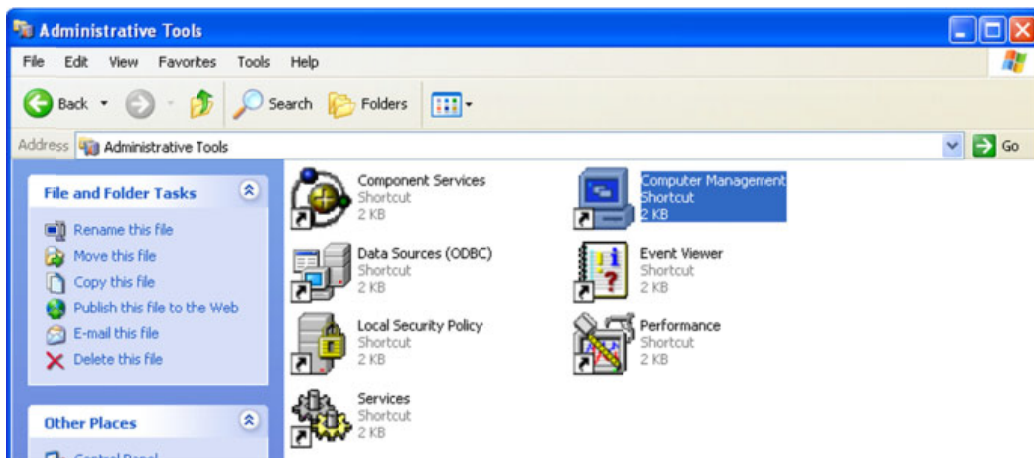 Administrative Tools
File Edit View Favorites Tools Help
Back Search Folders
Address Administrative Tools Go
File and Folder Tasks
Rename this file
Move this file
Copy this file
Publish this file to the Web
E-mail this file
Delete this file
Other Places
Control Panel
Component Services
Shortcut
2 KB
Computer Management
Shortcut
2 KB
Data Sources (ODBC)
Shortcut
2 KB
Event Viewer
Shortcut
2 KB
Local Security Policy
Shortcut
2 KB
Performance
Shortcut
2 KB
Services
Shortcut
2 KB